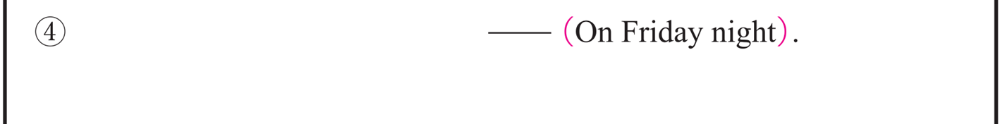 ④ —— (On Friday night).